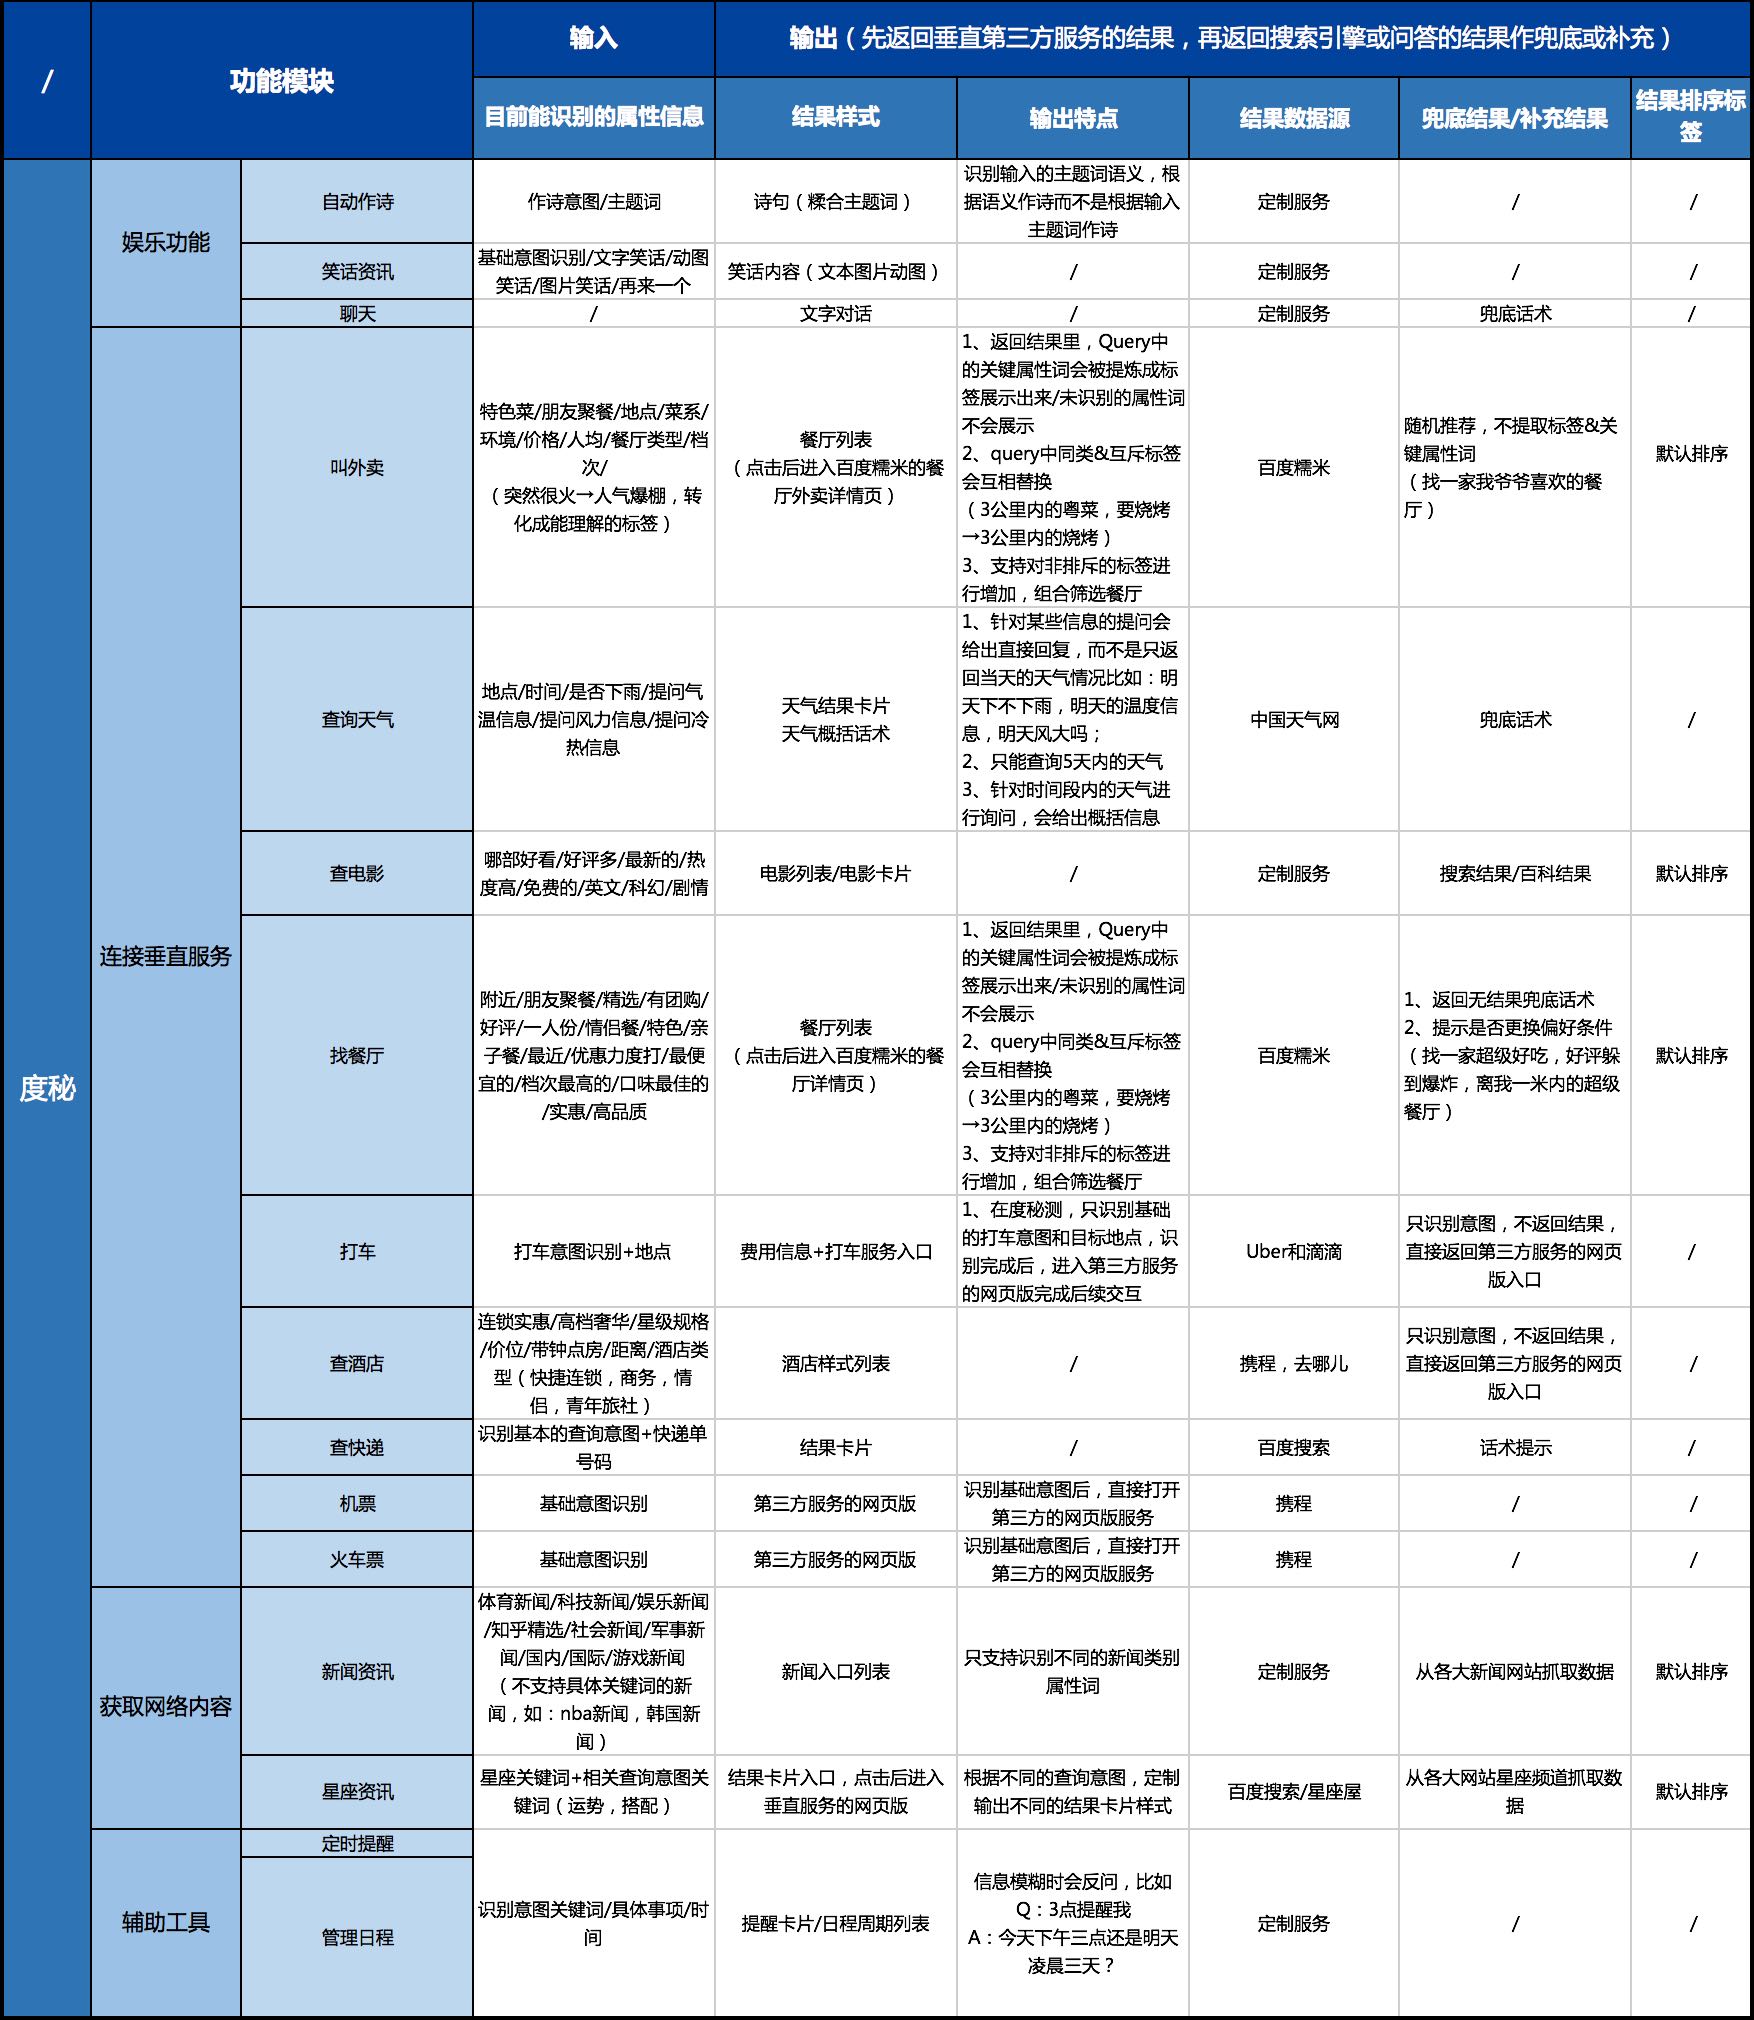 /
功能模块
输入
输出（先返回垂直第三方服务的结果，再返回搜索引擎或问答的结果作兜底或补充）
目前能识别的属性信息
结果样式
输出特点
结果数据源
兜底结果/补充结果
结果排序标
签
度秘
娱乐功能
自动作诗
作诗意图/主题词
诗句（糅合主题词）
识别输入的主题词语义，根
据语义作诗而不是根据输入
主题词作诗
定制服务
/
/
笑话资讯
基础意图识别/文字笑话/动图
笑话/图片笑话/再来一个
笑话内容（文本图片动图）
/
定制服务
/
/
聊天
/
文字对话
/
定制服务
兜底话术
/
连接垂直服务
叫外卖
特色菜/朋友聚餐/地点/菜系/
环境/价格/人均/餐厅类型/档
次/
（突然很火→人气爆棚，转
化成能理解的标签）
餐厅列表
（点击后进入百度糯米的餐
厅外卖详情页）
1、返回结果里，Query中
的关键属性词会被提炼成标
签展示出来/未识别的属性词
不会展示
2、query中同类&互斥标签
会互相替换
（3公里内的粤菜，要烧烤
→3公里内的烧烤）
3、支持对非排斥的标签进
行增加，组合筛选餐厅
百度糯米
随机推荐，不提取标签&关
键属性词
（找一家我爷爷喜欢的餐
厅）
默认排序
查询天气
地点/时间/是否下雨/提问气
温信息/提问风力信息/提问冷
热信息
天气结果卡片
天气概括话术
1、针对某些信息的提问会
给出直接回复，而不是只返
回当天的天气情况比如：明
天下不下雨，明天的温度信
息，明天风大吗；
2、只能查询5天内的天气
3、针对时间段内的天气进
行询问，会给出概括信息
中国天气网
兜底话术
/
查电影
哪部好看/好评多/最新的/热
度高/免费的/英文/科幻/剧情
电影列表/电影卡片
/
定制服务
搜索结果/百科结果
默认排序
找餐厅
附近/朋友聚餐/精选/有团购/
好评/一人份/情侣餐/特色/亲
子餐/最近/优惠力度打/最便
宜的/档次最高的/口味最佳的
/实惠/高品质
餐厅列表
（点击后进入百度糯米的餐
厅详情页）
1、返回结果里，Query中
的关键属性词会被提炼成标
签展示出来/未识别的属性词
不会展示
2、query中同类&互斥标签
会互相替换
（3公里内的粤菜，要烧烤
→3公里内的烧烤）
3、支持对非排斥的标签进
行增加，组合筛选餐厅
百度糯米
1、返回无结果兜底话术
2、提示是否更换偏好条件
（找一家超级好吃，好评躲
到爆炸，离我一米内的超级
餐厅）
默认排序
打车
打车意图识别+地点
费用信息+打车服务入口
1、在度秘测，只识别基础
的打车意图和目标地点，识
别完成后，进入第三方服务
的网页版完成后续交互
Uber和滴滴
只识别意图，不返回结果，
直接返回第三方服务的网页
版入口
/
查酒店
连锁实惠/高档奢华/星级规格
/价位/带钟点房/距离/酒店类
型（快捷连锁，商务，情
侣，青年旅社）
酒店样式列表
/
携程，去哪儿
只识别意图，不返回结果，
直接返回第三方服务的网页
版入口
/
查快递
识别基本的查询意图+快递单
号码
结果卡片
/
百度搜索
话术提示
/
机票
基础意图识别
第三方服务的网页版
识别基础意图后，直接打开
第三方的网页版服务
携程
/
/
火车票
基础意图识别
第三方服务的网页版
识别基础意图后，直接打开
第三方的网页版服务
携程
/
/
获取网络内容
新闻资讯
体育新闻/科技新闻/娱乐新闻
/知乎精选/社会新闻/军事新
闻/国内/国际/游戏新闻
（不支持具体关键词的新
闻，如：nba新闻，韩国新
闻）
新闻入口列表
只支持识别不同的新闻类别
属性词
定制服务
从各大新闻网站抓取数据
默认排序
星座资讯
星座关键词+相关查询意图关
键词（运势，搭配）
结果卡片入口，点击后进入
垂直服务的网页版
根据不同的查询意图，定制
输出不同的结果卡片样式
百度搜索/星座屋
从各大网站星座频道抓取数
据
默认排序
辅助工具
定时提醒
管理日程
识别意图关键词/具体事项/时
间
提醒卡片/日程周期列表
信息模糊时会反问，比如
Q：3点提醒我
A：今天下午三点还是明天
凌晨三天？
定制服务
/
/